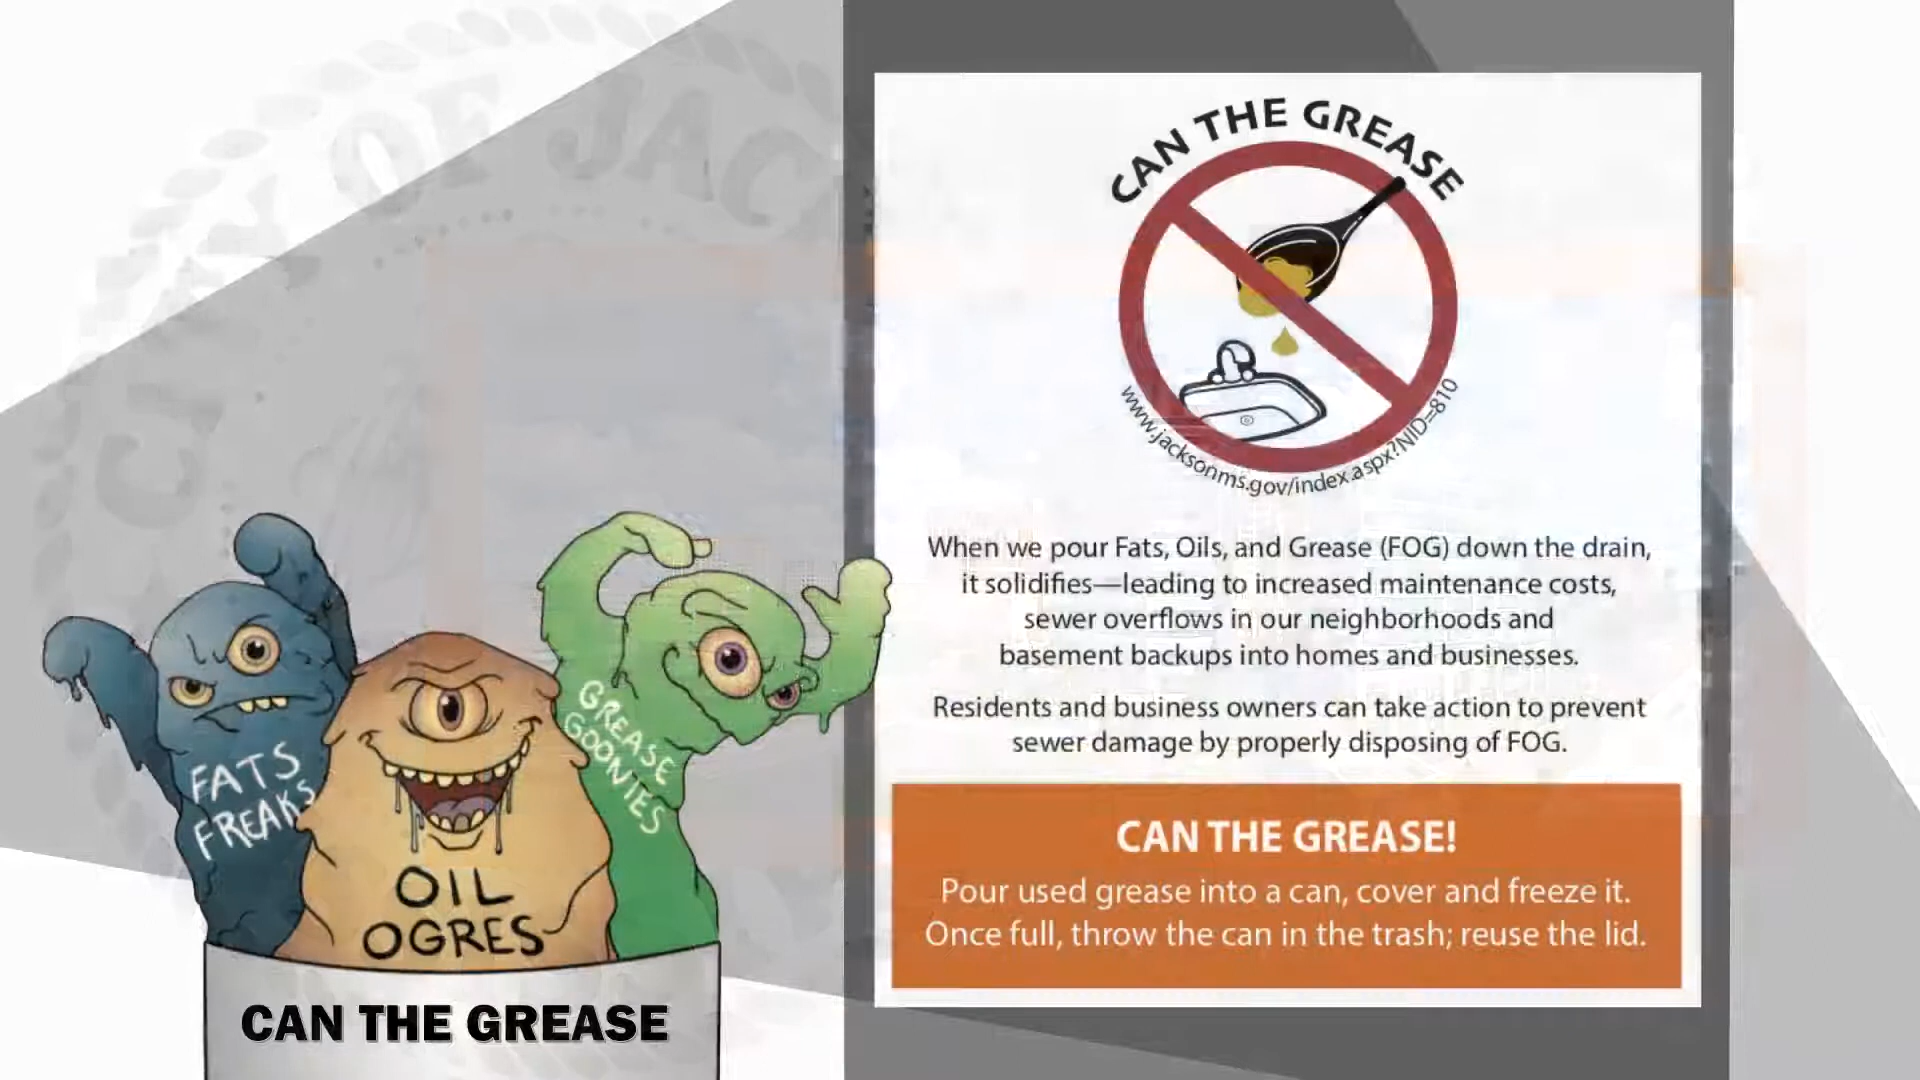 CITY OF JAC
CAN THE GREASE
www.jacksonms.gov/index.aspx?NID=810
When we pour Fats, Oils, and Grease (FOG) down the drain,
it solidifies—leading to increased maintenance costs,
sewer overflows in our neighborhoods and
basement backups into homes and businesses.
Residents and business owners can take action to prevent
sewer damage by properly disposing of FOG.
CAN THE GREASE!
Pour used grease into a can, cover and freeze it.
Once full, throw the can in the trash; reuse the lid.
FATS
FREAKS
OIL
OGRES
GREASE
GOONIES
CAN THE GREASE